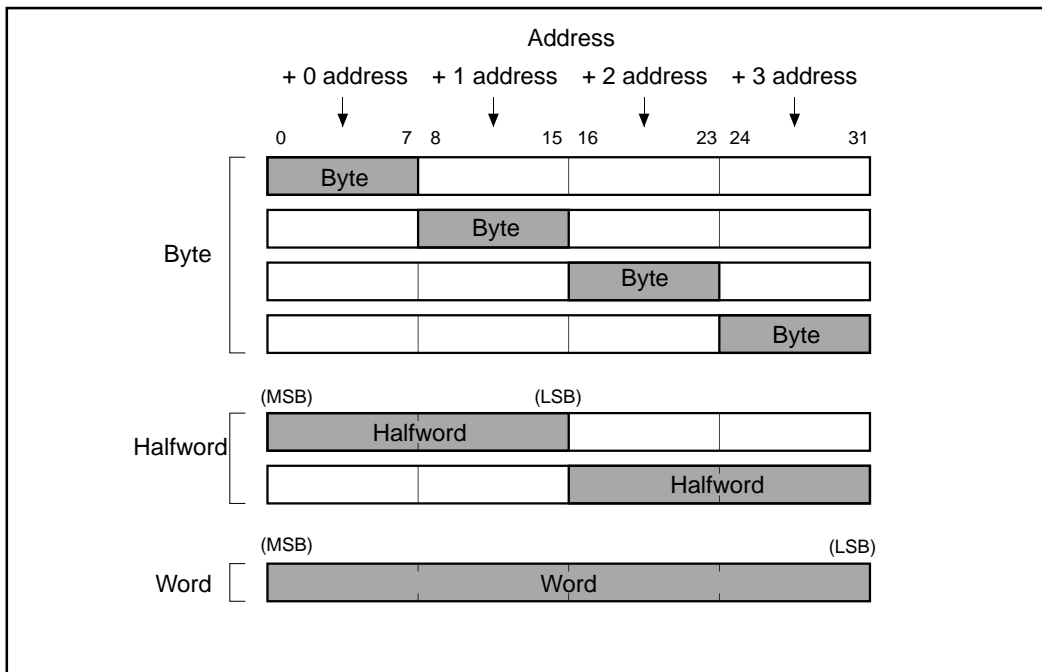 Address
+ 0 address + 1 address + 2 address + 3 address
0 7 8 15 16 23 24 31
Byte
Byte
Byte
Byte
Byte
(MSB) (LSB)
Halfword
Halfword
Halfword
(MSB) (LSB)
Word Word